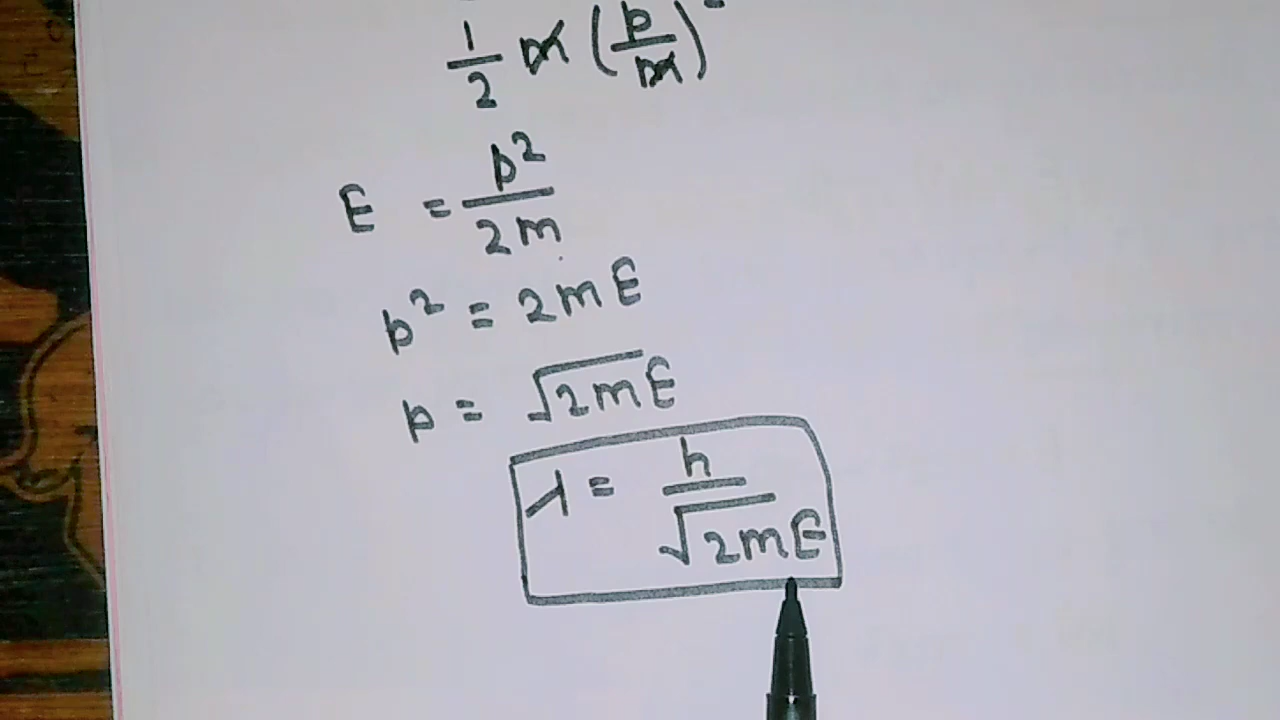 1/2 m (p/m)²
E = p²/2m
p² = 2mE
p = √2mE
λ = h/√2mE